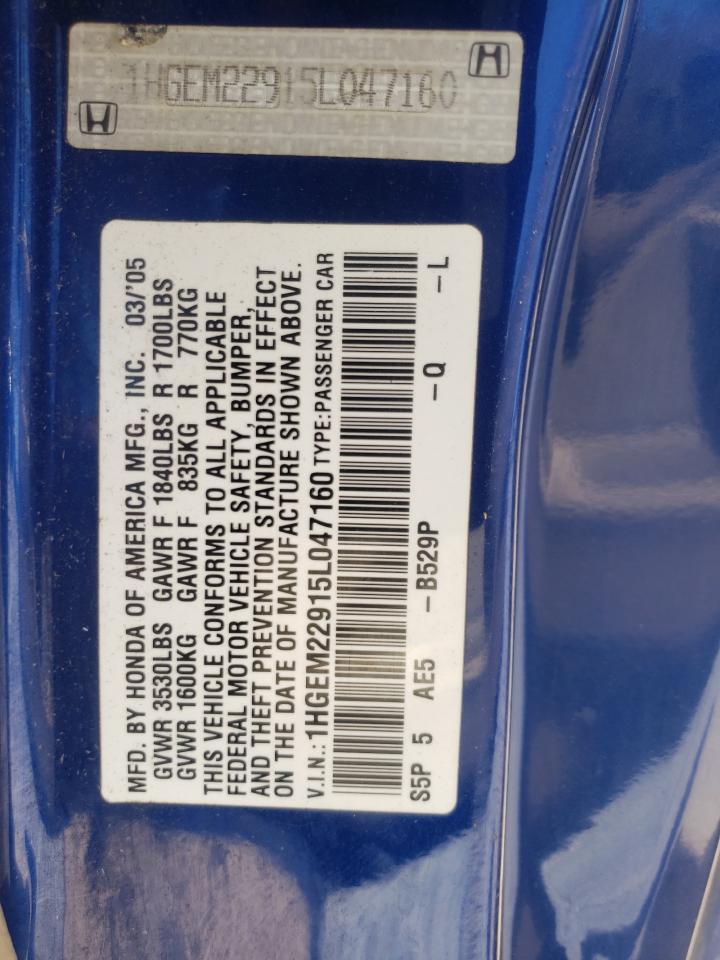 1HGEM22915L047160
MFD. BY HONDA OF AMERICA MFG., INC. 03/'05
GVWR 3530LBS GAWR F 1840LBS R 1700LBS
GVWR 1600KG GAWR F 835KG R 770KG
THIS VEHICLE CONFORMS TO ALL APPLICABLE
FEDERAL MOTOR VEHICLE SAFETY, BUMPER,
AND THEFT PREVENTION STANDARDS IN EFFECT
ON THE DATE OF MANUFACTURE SHOWN ABOVE.
V.I.N.:1HGEM22915L047160 TYPE:PASSENGER CAR
S5P 5 AE5 -B529P -Q -L